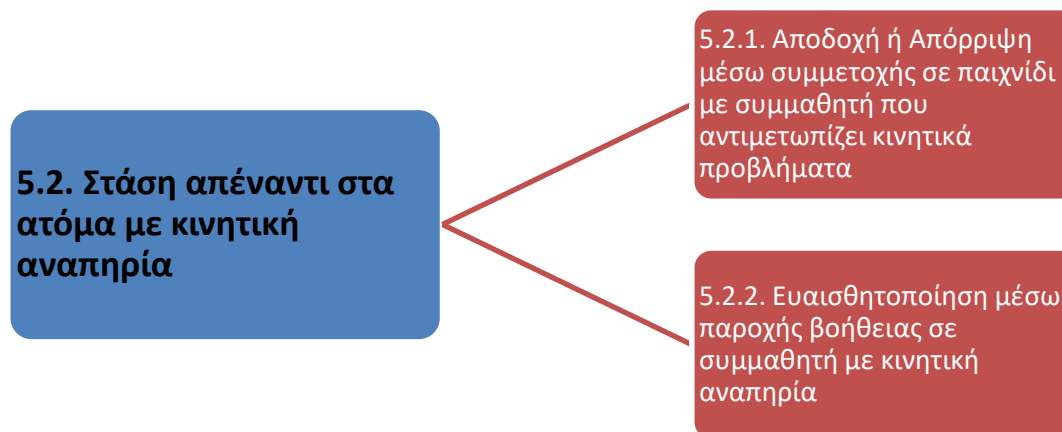 5.2. Στάση απέναντι στα
ατόμα με κινητική
αναπηρία
5.2.1. Αποδοχή ή Απόρριψη
μέσω συμμετοχής σε παιχνίδι
με συμμαθητή που
αντιμετωπίζει κινητικά
προβλήματα
5.2.2. Ευαισθητοποίηση μέσω
παροχής βοήθειας σε
συμμαθητή με κινητική
αναπηρία